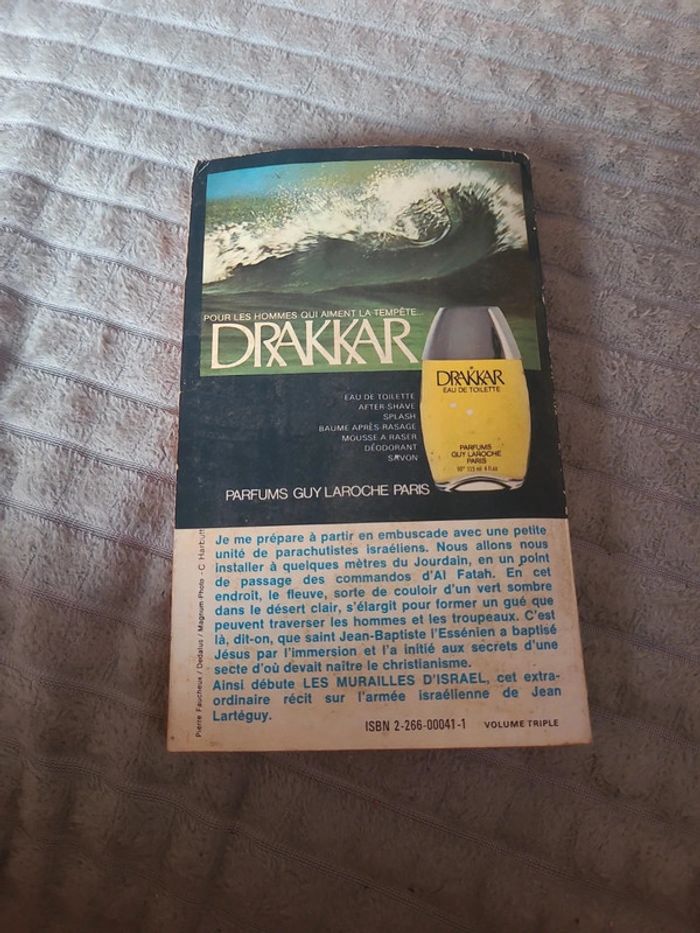 POUR LES HOMMES QUI AIMENT LA TEMPÊTE...
DRAKKAR
DRAKKAR
EAU DE TOILETTE
PARFUMS
GUY LAROCHE
PARIS
90° 123 ml 4 fl.oz
EAU DE TOILETTE
AFTER SHAVE
SPLASH
BAUME APRÈS RASAGE
MOUSSE A RASER
DÉODORANT
SAVON
PARFUMS GUY LAROCHE PARIS
Pierre Faucheux / Dedalus / Magnum-Photo - C Harbutt
Je me prépare à partir en embuscade avec une petite
unité de parachutistes israéliens. Nous allons nous
installer à quelques mètres du Jourdain, en un point
de passage des commandos d'Al Fatah. En cet
endroit, le fleuve, sorte de couloir d'un vert sombre
dans le désert clair, s'élargit pour former un gué que
peuvent traverser les hommes et les troupeaux. C'est
là, dit-on, que saint Jean-Baptiste l'Essénien a baptisé
Jésus par l'immersion et l'a initié aux secrets d'une
secte d'où devait naître le christianisme.
Ainsi débute LES MURAILLES D'ISRAEL, cet extra-
ordinaire récit sur l'armée israélienne de Jean
Lartéguy.
ISBN 2-266-00041-1 VOLUME TRIPLE